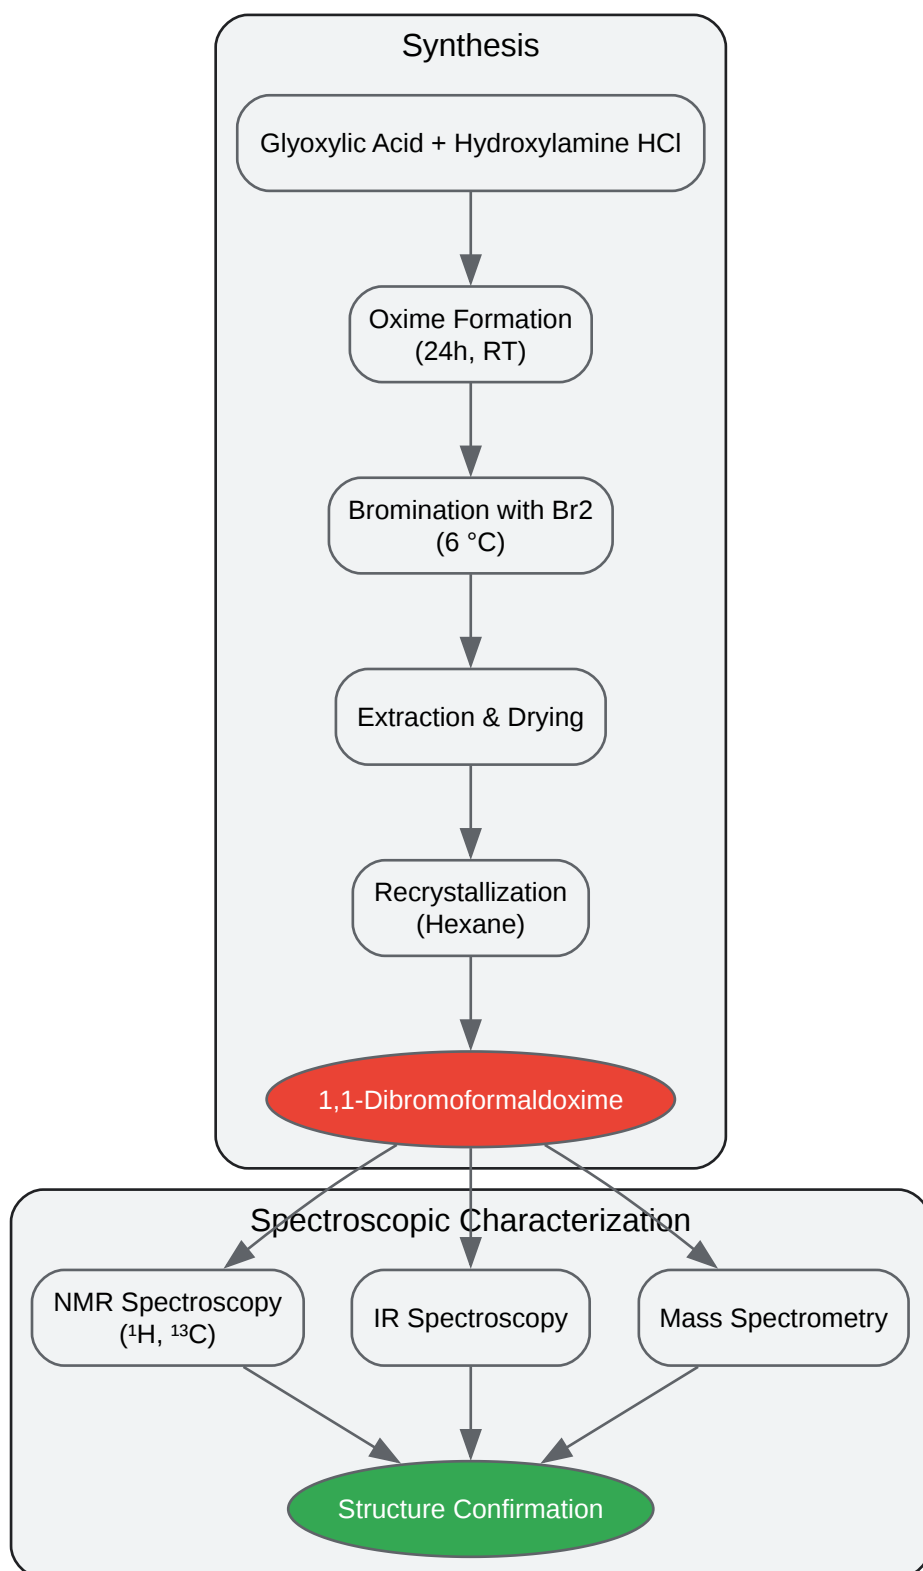 Synthesis
Glyoxylic Acid + Hydroxylamine HCl
Oxime Formation
(24h, RT)
Bromination with Br2
(6 °C)
Extraction & Drying
Recrystallization
(Hexane)
1,1-Dibromoformaldoxime
Spectroscopic Characterization
NMR Spectroscopy
(¹H, ¹³C)
IR Spectroscopy
Mass Spectrometry
Structure Confirmation